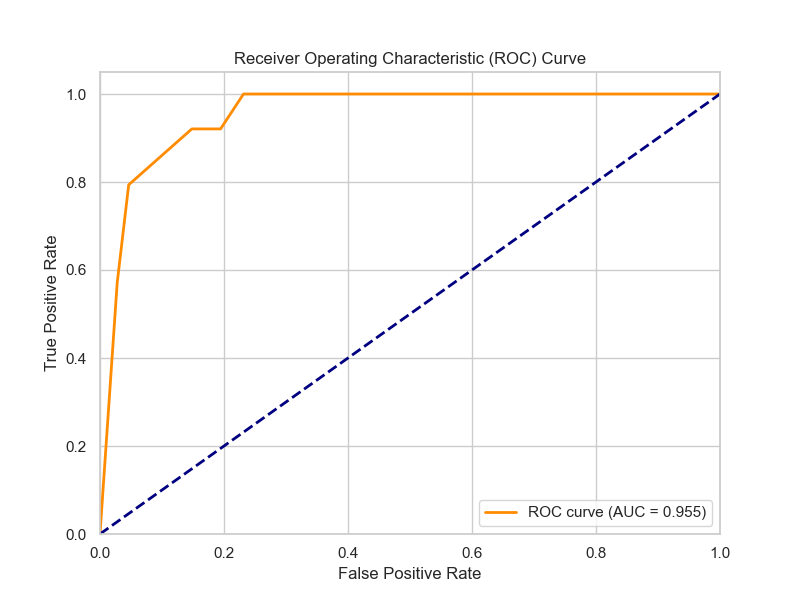 Receiver Operating Characteristic (ROC) Curve
True Positive Rate
1.0
0.8
0.6
0.4
0.2
0.0
ROC curve (AUC = 0.955)
0.0 0.2 0.4 0.6 0.8 1.0
False Positive Rate